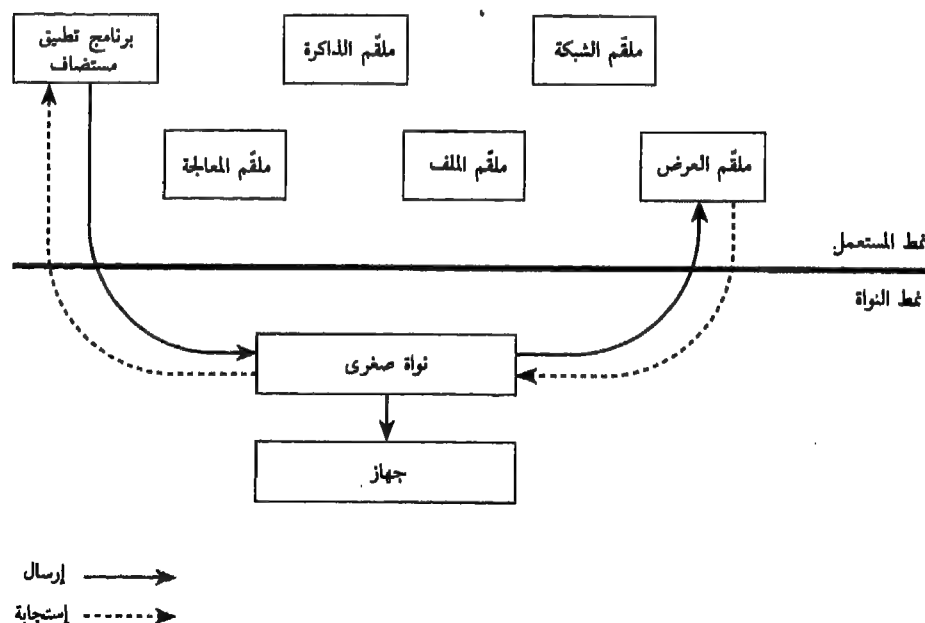 برنامج تطبيق
مستضاف
ملقّم الذاكرة
ملقّم الشبكة
ملقّم المعالجة
ملقّم الملف
ملقّم العرض
نمط المستعمل
نمط النواة
نواة صغرى
جهاز
إرسال
إستجابة